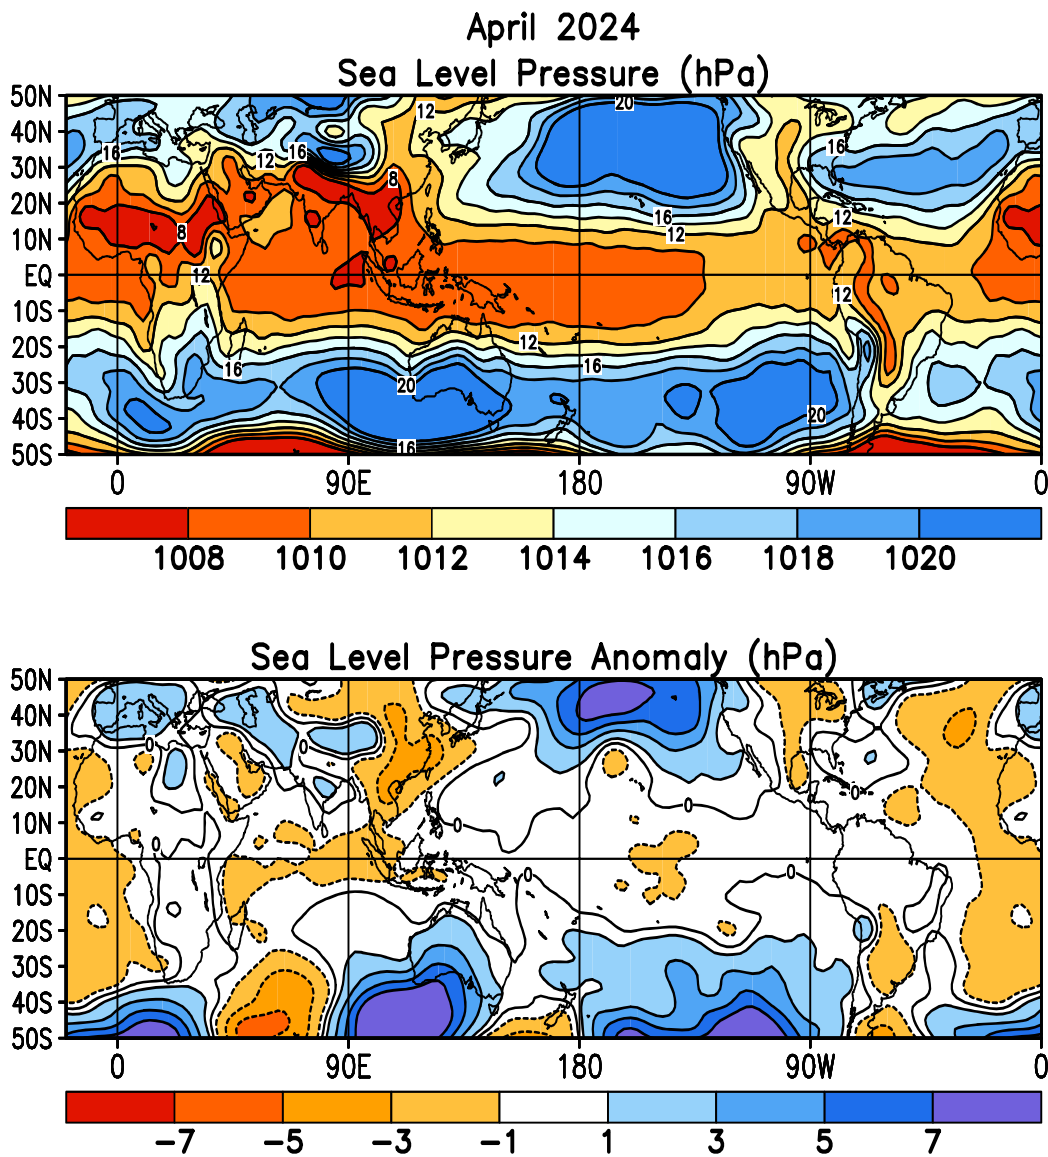 April 2024
Sea Level Pressure (hPa)
50N
40N
30N
20N
10N
EQ
10S
20S
30S
40S
50S
12
20
16
12
16
16
8
16
12
12
8
12
12
12
16
16
20
20
16
0
90E
180
90W
0
1008 1010 1012 1014 1016 1018 1020
Sea Level Pressure Anomaly (hPa)
50N
40N
30N
20N
10N
EQ
10S
20S
30S
40S
50S
0
0
0
0
0
0
0
0
0
90E
180
90W
0
-7 -5 -3 -1 1 3 5 7